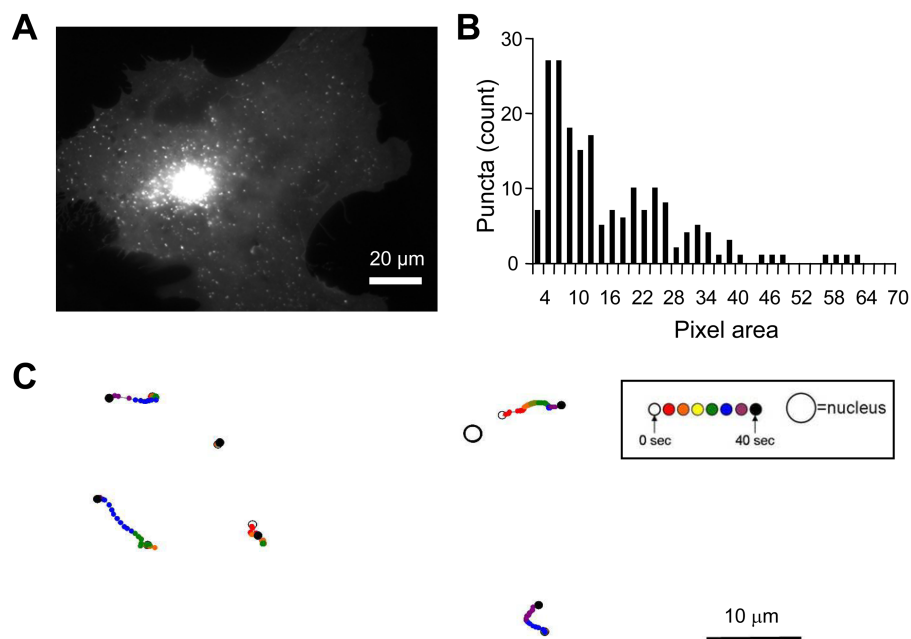 A
20 μm
B
Puncta (count)
30
20
10
0
4 10 16 22 28 34 40 46 52 58 64 70
Pixel area
C
=nucleus
0 sec
40 sec
10 μm